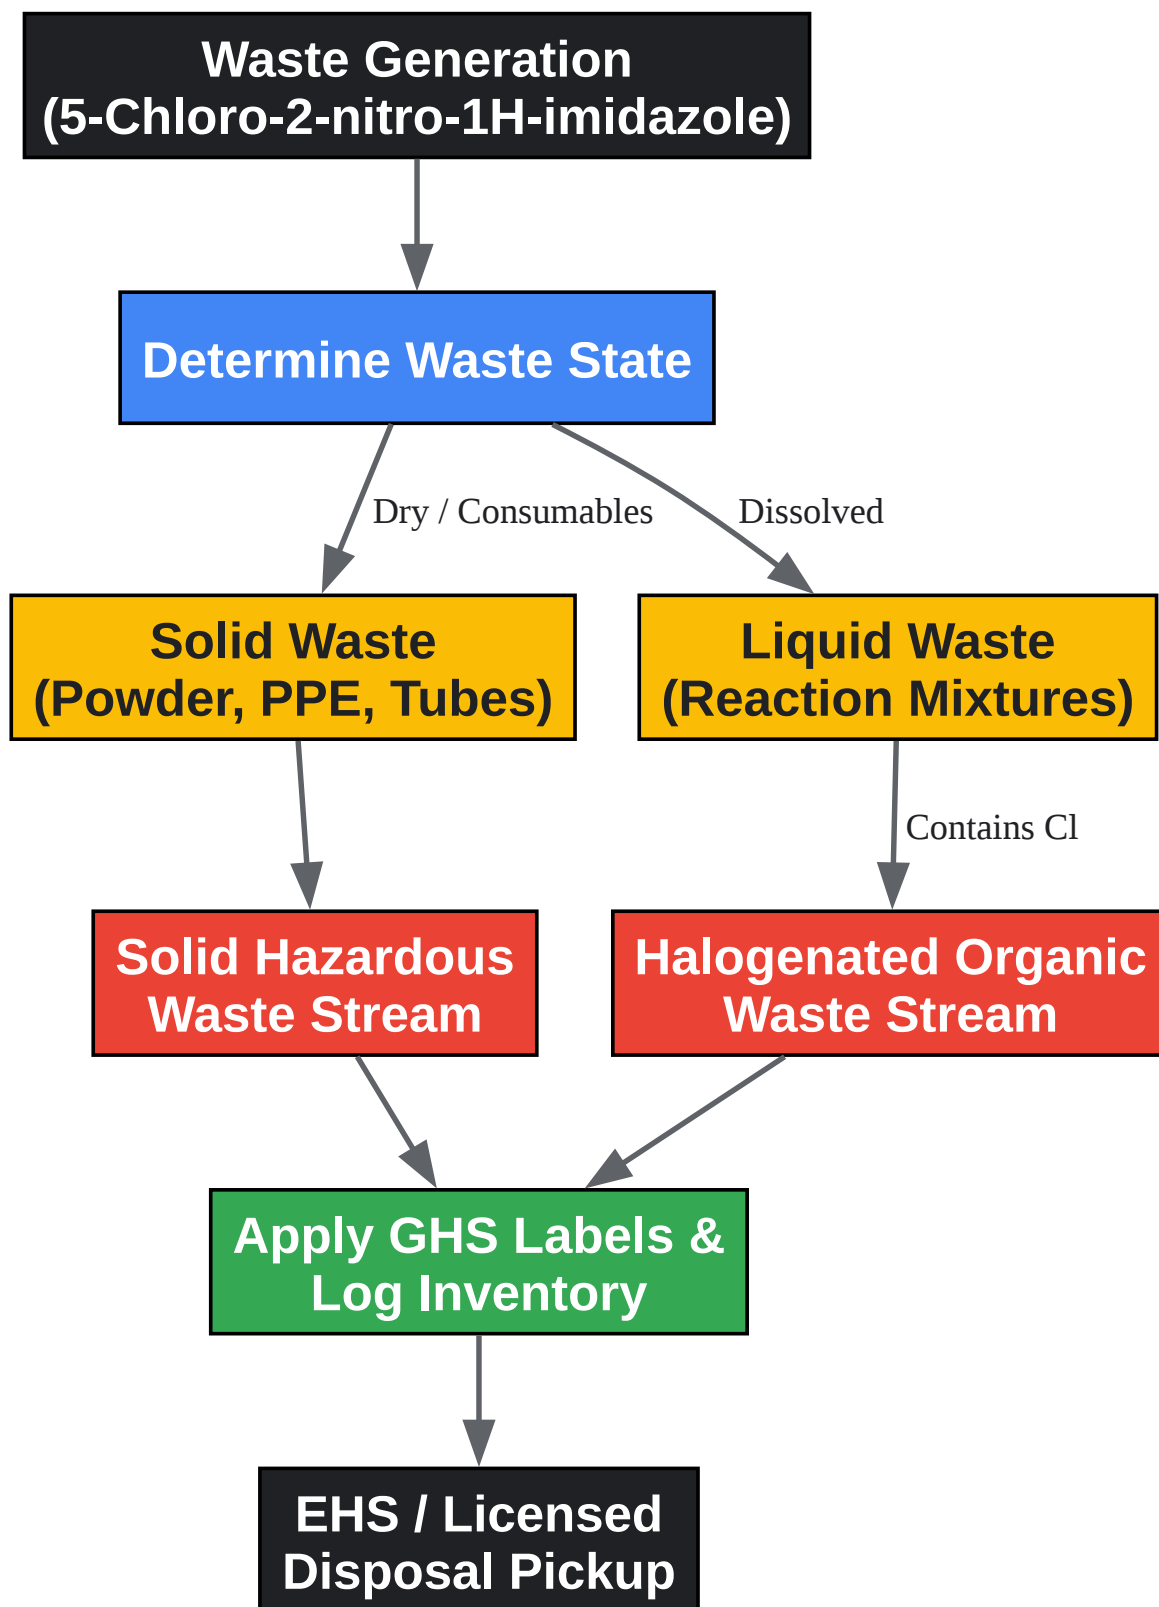 Waste Generation
(5-Chloro-2-nitro-1H-imidazole)
Determine Waste State
Dry / Consumables
Dissolved
Solid Waste
(Powder, PPE, Tubes)
Liquid Waste
(Reaction Mixtures)
Contains Cl
Solid Hazardous
Waste Stream
Halogenated Organic
Waste Stream
Apply GHS Labels &
Log Inventory
EHS / Licensed
Disposal Pickup